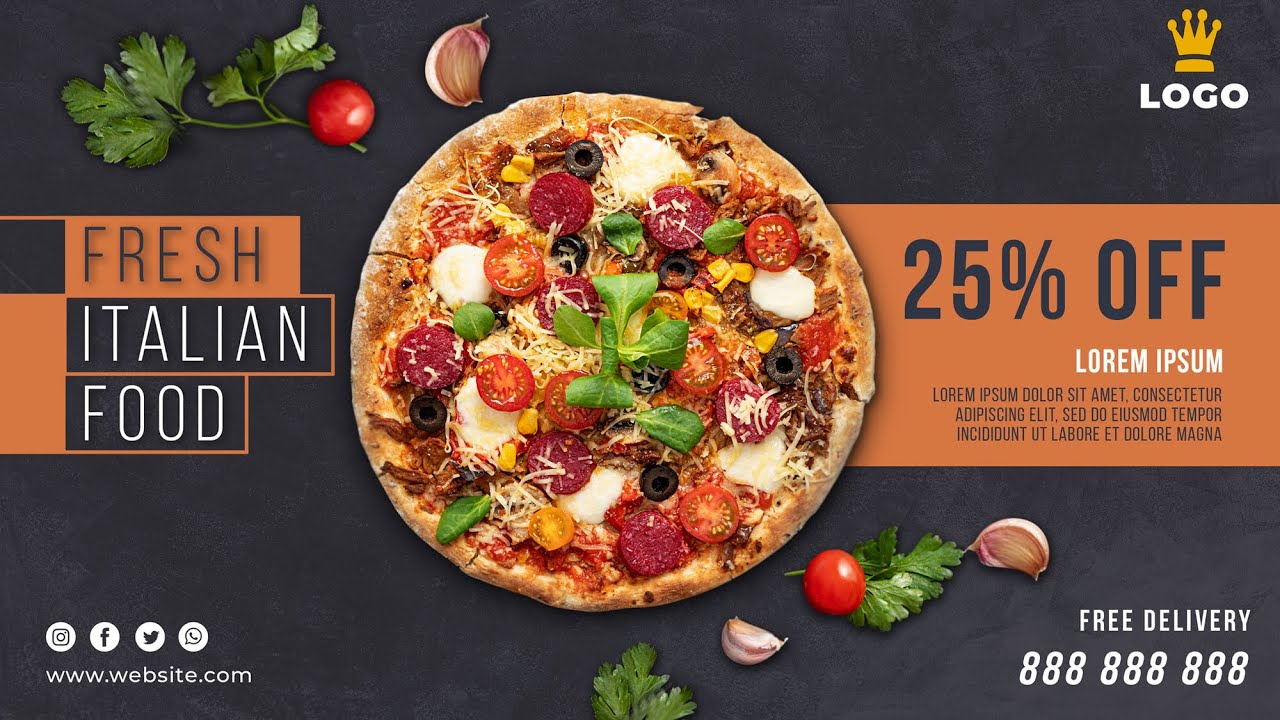 LOGO
FRESH
ITALIAN
FOOD
25% OFF
LOREM IPSUM
LOREM IPSUM DOLOR SIT AMET, CONSECTETUR
ADIPISCING ELIT, SED DO EIUSMOD TEMPOR
INCIDIDUNT UT LABORE ET DOLORE MAGNA
www.website.com
FREE DELIVERY
888 888 888